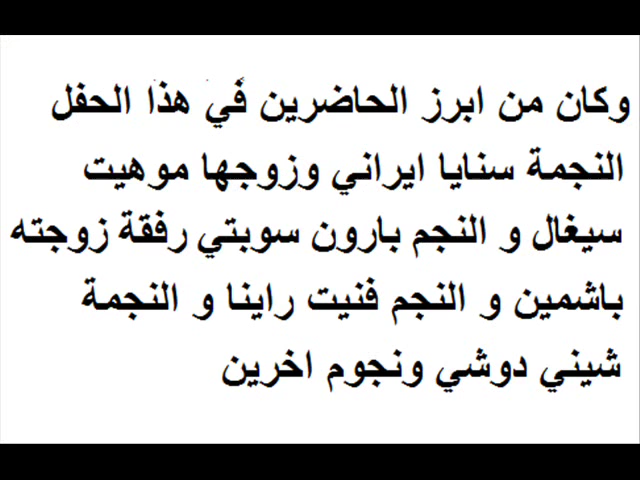 وكان من ابرز الحاضرين في هذا الحفل
النجمة سنايا ايراني وزوجها موهيت
سيغال و النجم بارون سوبتي رفقة زوجته
باشمين و النجم فنيت راينا و النجمة
شيني دوشي ونجوم اخرين